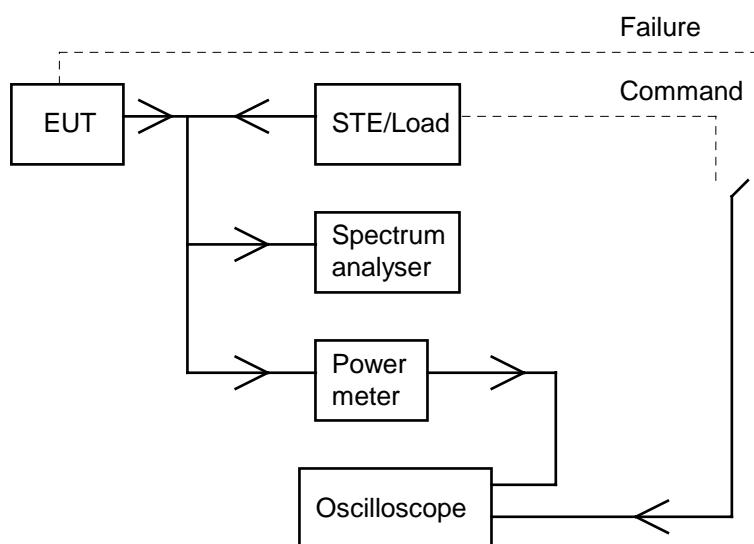 Failure
Command
EUT
STE/Load
Spectrum
analyser
Power
meter
Oscilloscope